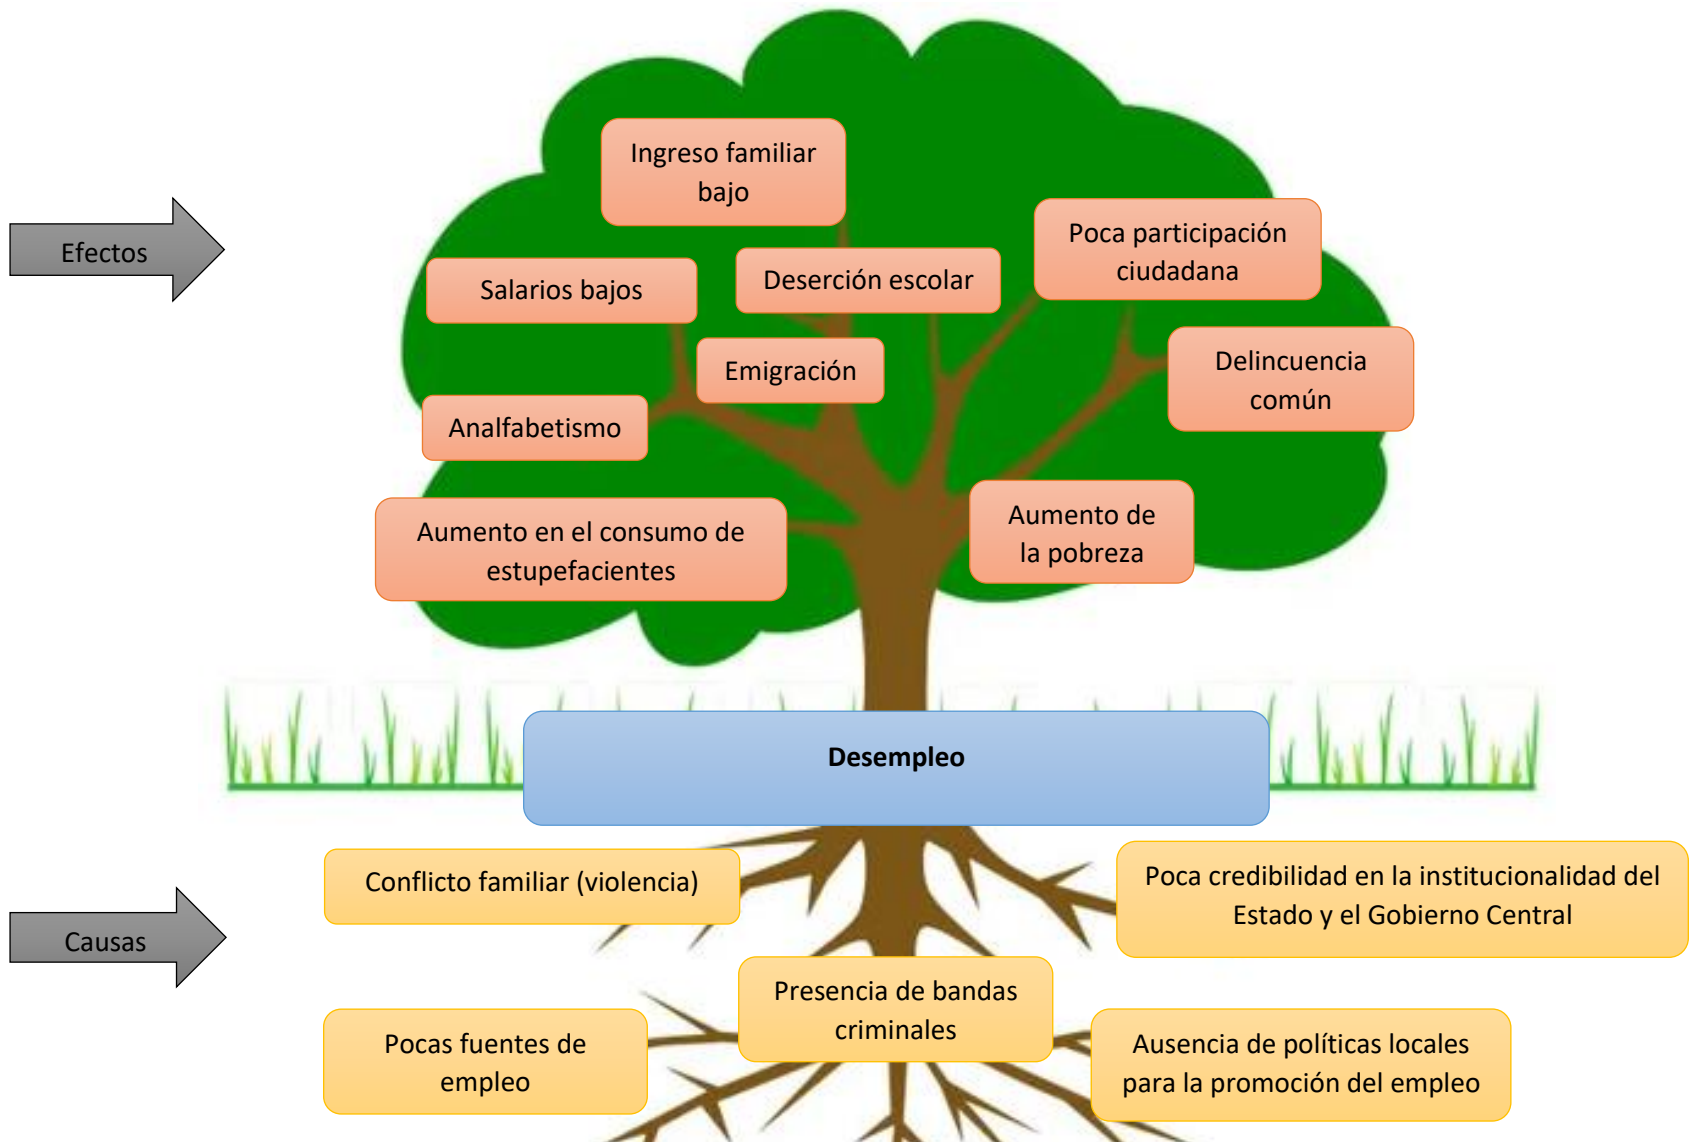 Ingreso familiar
bajo
Efectos
Poca participación
ciudadana
Salarios bajos
Deserción escolar
Emigración
Delincuencia
común
Analfabetismo
Aumento en el consumo de
estupefacientes
Aumento de
la pobreza
Desempleo
Conflicto familiar (violencia)
Poca credibilidad en la institucionalidad del
Estado y el Gobierno Central
Causas
Presencia de bandas
criminales
Pocas fuentes de
empleo
Ausencia de políticas locales
para la promoción del empleo